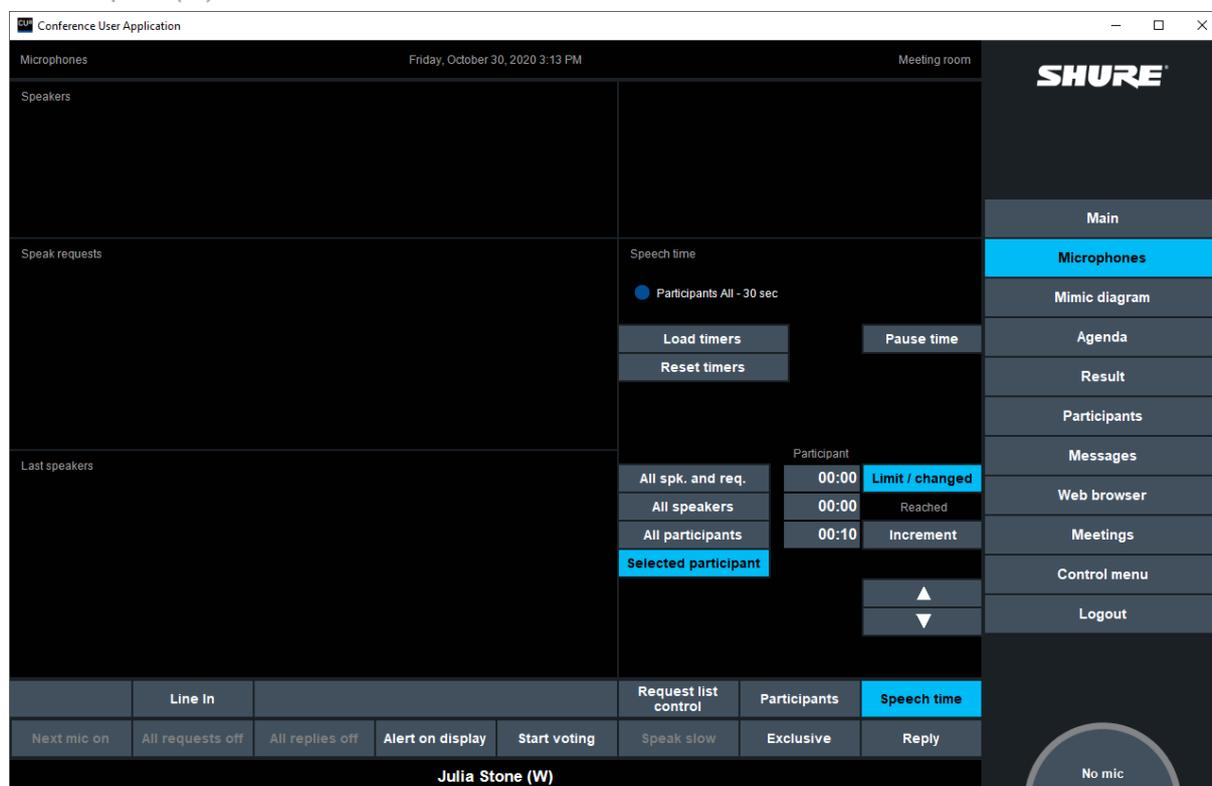 CU®
Conference User Application
Microphones
Friday, October 30, 2020 3:13 PM
Meeting room
SHURE
Speakers
Main
Microphones
Mimic diagram
Agenda
Result
Participants
Messages
Web browser
Meetings
Control menu
Logout
Speak requests
Speech time
Participants All - 30 sec
Load timers
Pause time
Reset timers
Last speakers
Participant
All spk. and req. 00:00 Limit / changed
All speakers 00:00 Reached
All participants 00:10 Increment
Selected participant
Line In
Request list
control
Participants
Speech time
Next mic on
All requests off
All replies off
Alert on display
Start voting
Speak slow
Exclusive
Reply
Julia Stone (W)
No mic